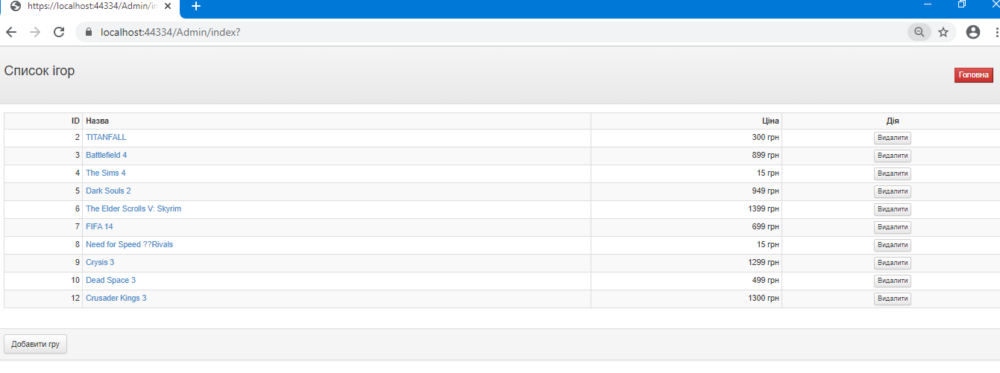 https://localhost:44334/Admin/in
localhost:44334/Admin/index?
Список ігор
Головна
ID Назва Ціна Дія
2 TITANFALL 300 грн Видалити
3 Battlefield 4 899 грн Видалити
4 The Sims 4 15 грн Видалити
5 Dark Souls 2 949 грн Видалити
6 The Elder Scrolls V: Skyrim 1399 грн Видалити
7 FIFA 14 699 грн Видалити
8 Need for Speed ??Rivals 15 грн Видалити
9 Crysis 3 1299 грн Видалити
10 Dead Space 3 499 грн Видалити
12 Crusader Kings 3 1300 грн Видалити
Добавити гру